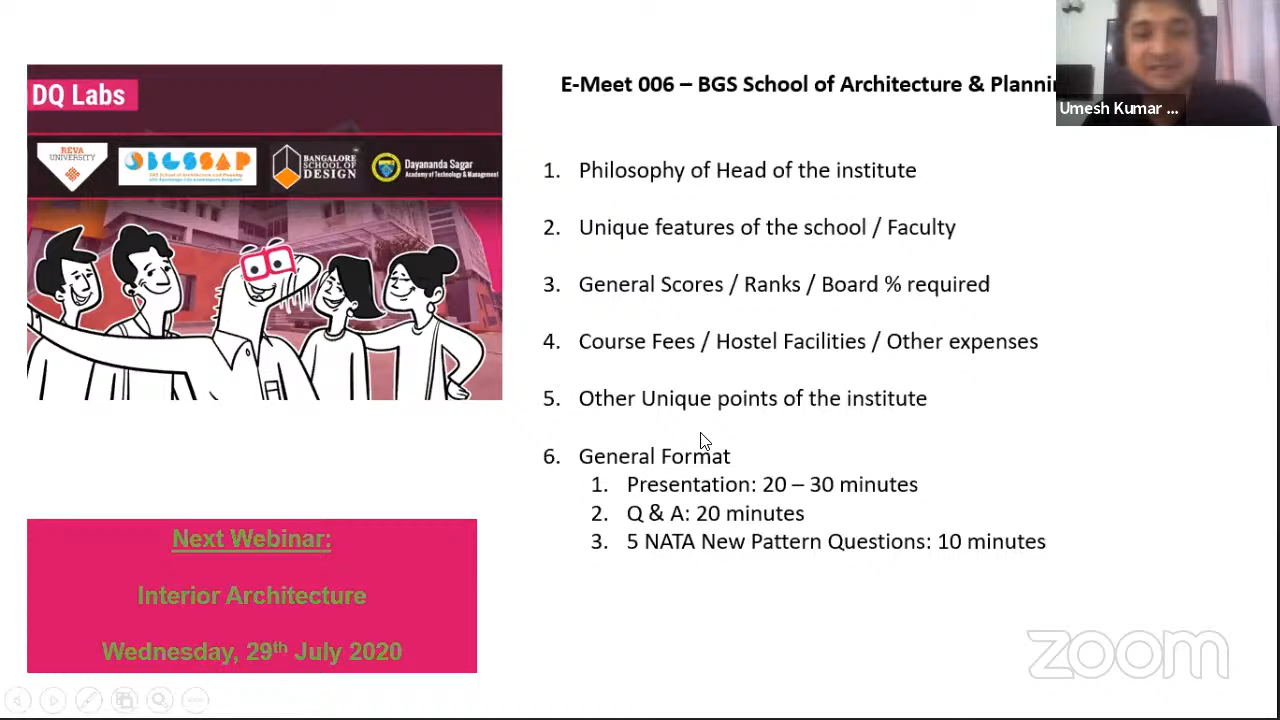 E-Meet 006 – BGS School of Architecture & Plannin
Umesh Kumar ...
DQ Labs
REVA
UNIVERSITY
BGSSAP
BANGALORE
SCHOOL OF
DESIGN
Dayananda Sagar
Academy of Technology & Management
1. Philosophy of Head of the institute
2. Unique features of the school / Faculty
3. General Scores / Ranks / Board % required
4. Course Fees / Hostel Facilities / Other expenses
5. Other Unique points of the institute
6. General Format
1. Presentation: 20 – 30 minutes
2. Q & A: 20 minutes
3. 5 NATA New Pattern Questions: 10 minutes
Next Webinar:
Interior Architecture
Wednesday, 29th July 2020
zoom